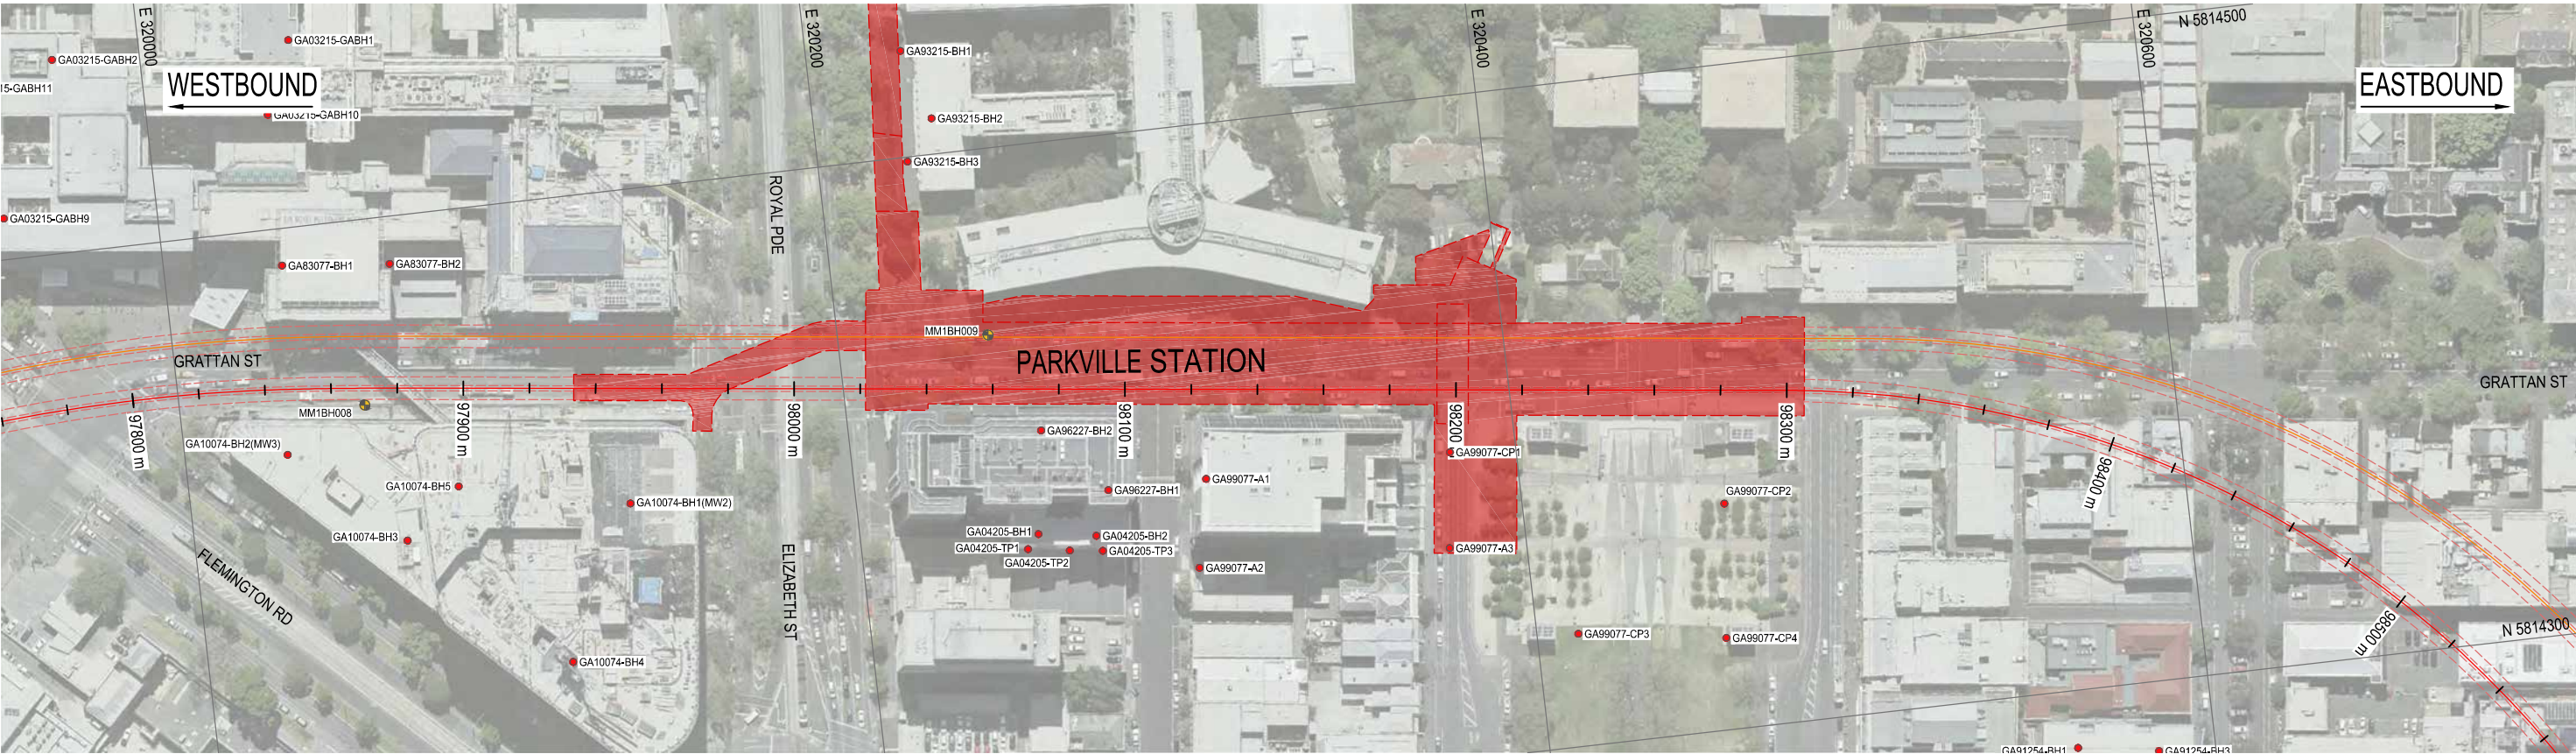 E 320000
E 320200
E 320400
E 320600
N 5814500
GA03215-GABH1
GA03215-GABH2
15-GABH11
WESTBOUND
EASTBOUND
GA03215-GABH10
GA93215-BH1
GA93215-BH2
GA93215-BH3
ROYAL PDE
GA03215-GABH9
GA83077-BH1
GA83077-BH2
MM1BH009
PARKVILLE STATION
GRATTAN ST
GRATTAN ST
MM1BH008
97800 m
97900 m
98000 m
98100 m
98200
98300 m
98400 m
98500 m
GA10074-BH2(MW3)
GA10074-BH5
GA10074-BH1(MW2)
GA10074-BH3
GA10074-BH4
FLEMINGTON RD
ELIZABETH ST
GA96227-BH2
GA96227-BH1
GA04205-BH1
GA04205-BH2
GA04205-TP1
GA04205-TP2
GA04205-TP3
GA99077-A1
GA99077-A2
GA99077-CP1
GA99077-A3
GA99077-CP2
GA99077-CP3
GA99077-CP4
N 5814300
GA91254-BH1
GA91254-BH3